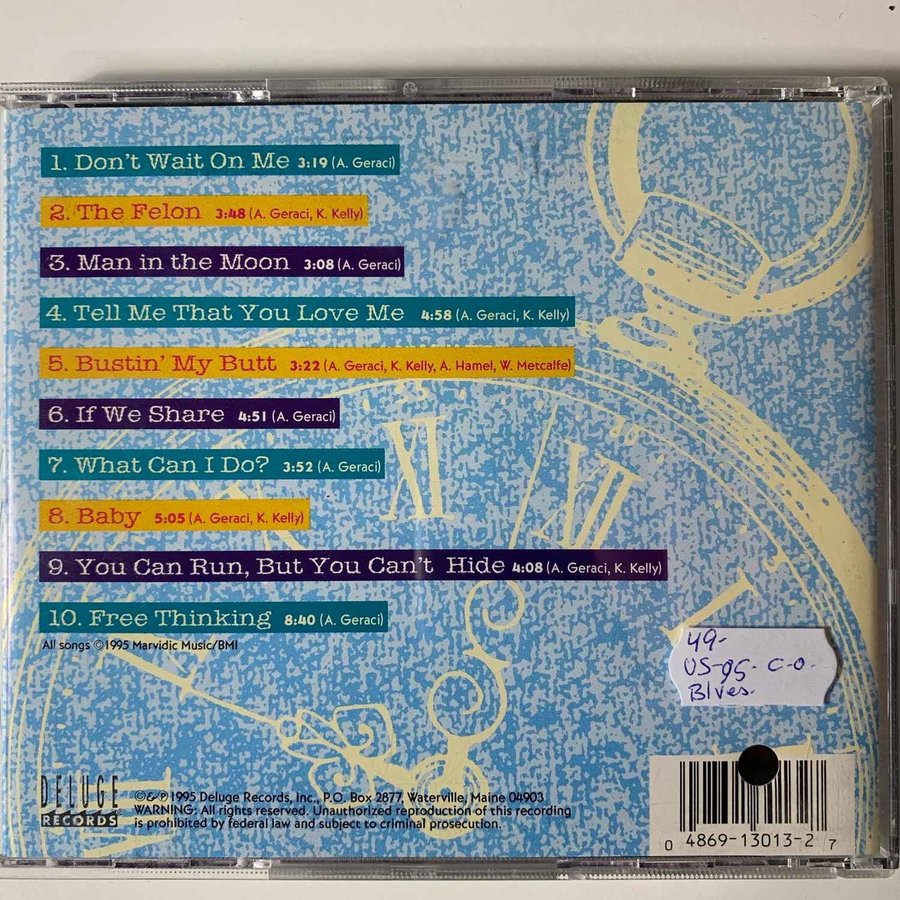 1. Don't Wait On Me 3:19 (A. Geraci)
2. The Felon 3:48 (A. Geraci, K. Kelly)
3. Man in the Moon 3:08 (A. Geraci)
4. Tell Me That You Love Me 4:58 (A. Geraci, K. Kelly)
5. Bustin' My Butt 3:22 (A. Geraci, K. Kelly, A. Hamel, W. Metcalfe)
6. If We Share 4:51 (A. Geraci)
XI
XII
7. What Can I Do? 3:52 (A. Geraci)
8. Baby 5:05 (A. Geraci, K. Kelly)
9. You Can Run, But You Can't Hide 4:08 (A. Geraci, K. Kelly)
I
10. Free Thinking 8:40 (A. Geraci)
All songs ©1995 Marvidic Music/BMI
49-
US-95- C-O-
Blues-
DELUGE
RECORDS
©&℗1995 Deluge Records, Inc., P.O. Box 2877, Waterville, Maine 04903
WARNING: All rights reserved. Unauthorized reproduction of this recording
is prohibited by federal law and subject to criminal prosecution.
0 4869-13013-2 7